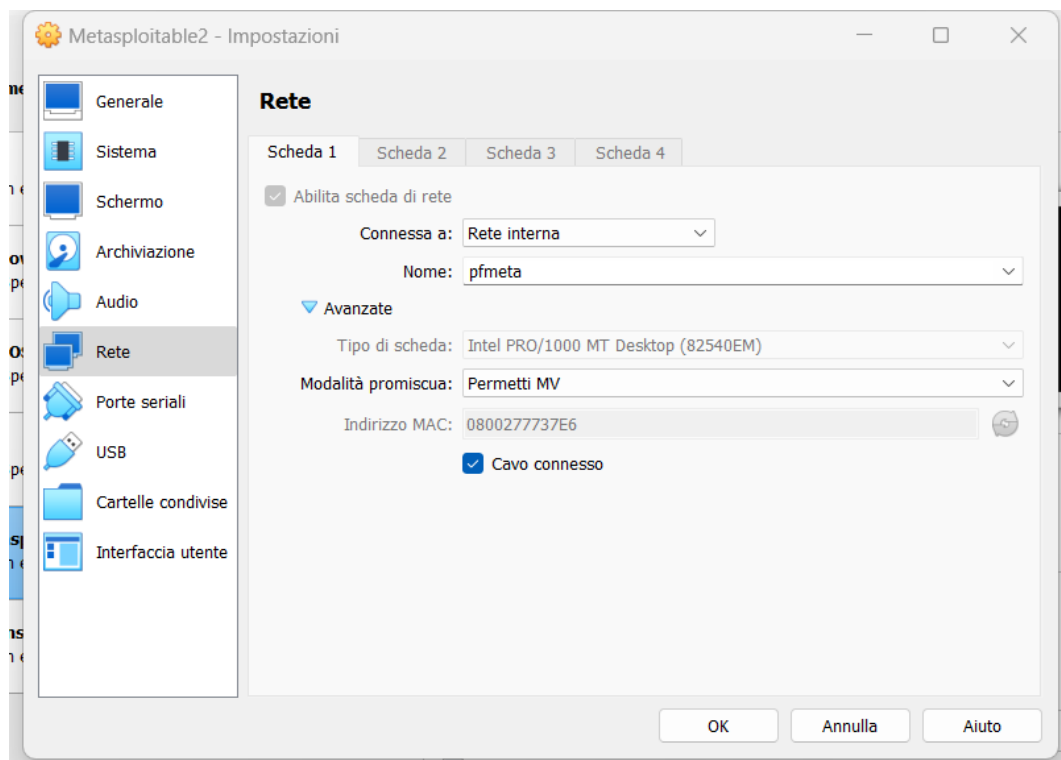 Metasploitable2 - Impostazioni
Generale
Sistema
Schermo
Archiviazione
Audio
Rete
Porte seriali
USB
Cartelle condivise
Interfaccia utente
Rete
Scheda 1 Scheda 2 Scheda 3 Scheda 4
Abilita scheda di rete
Connessa a: Rete interna
Nome: pfmeta
Avanzate
Tipo di scheda: Intel PRO/1000 MT Desktop (82540EM)
Modalità promiscua: Permetti MV
Indirizzo MAC: 0800277737E6
Cavo connesso
OK Annulla Aiuto